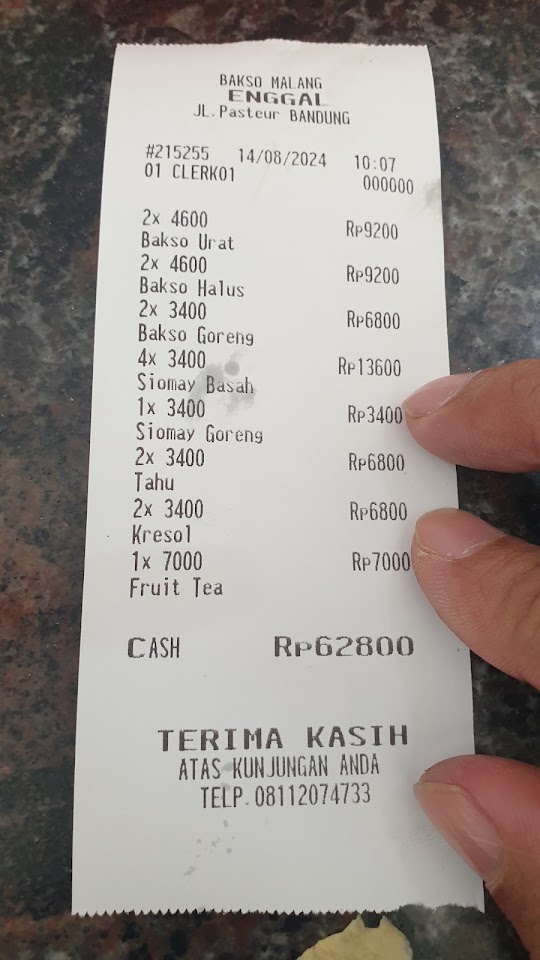 BAKSO MALANG
ENGGAL
JL.Pasteur BANDUNG
#215255 14/08/2024 10:07
01 CLERK01 000000
2x 4600
Bakso Urat Rp9200
2x 4600
Bakso Halus Rp9200
2x 3400
Bakso Goreng Rp6800
4x 3400
Siomay Basah Rp13600
1x 3400
Siomay Goreng Rp3400
2x 3400
Tahu Rp6800
2x 3400
Kresol Rp6800
1x 7000
Fruit Tea Rp7000
CASH Rp62800
TERIMA KASIH
ATAS KUNJUNGAN ANDA
TELP.08112074733